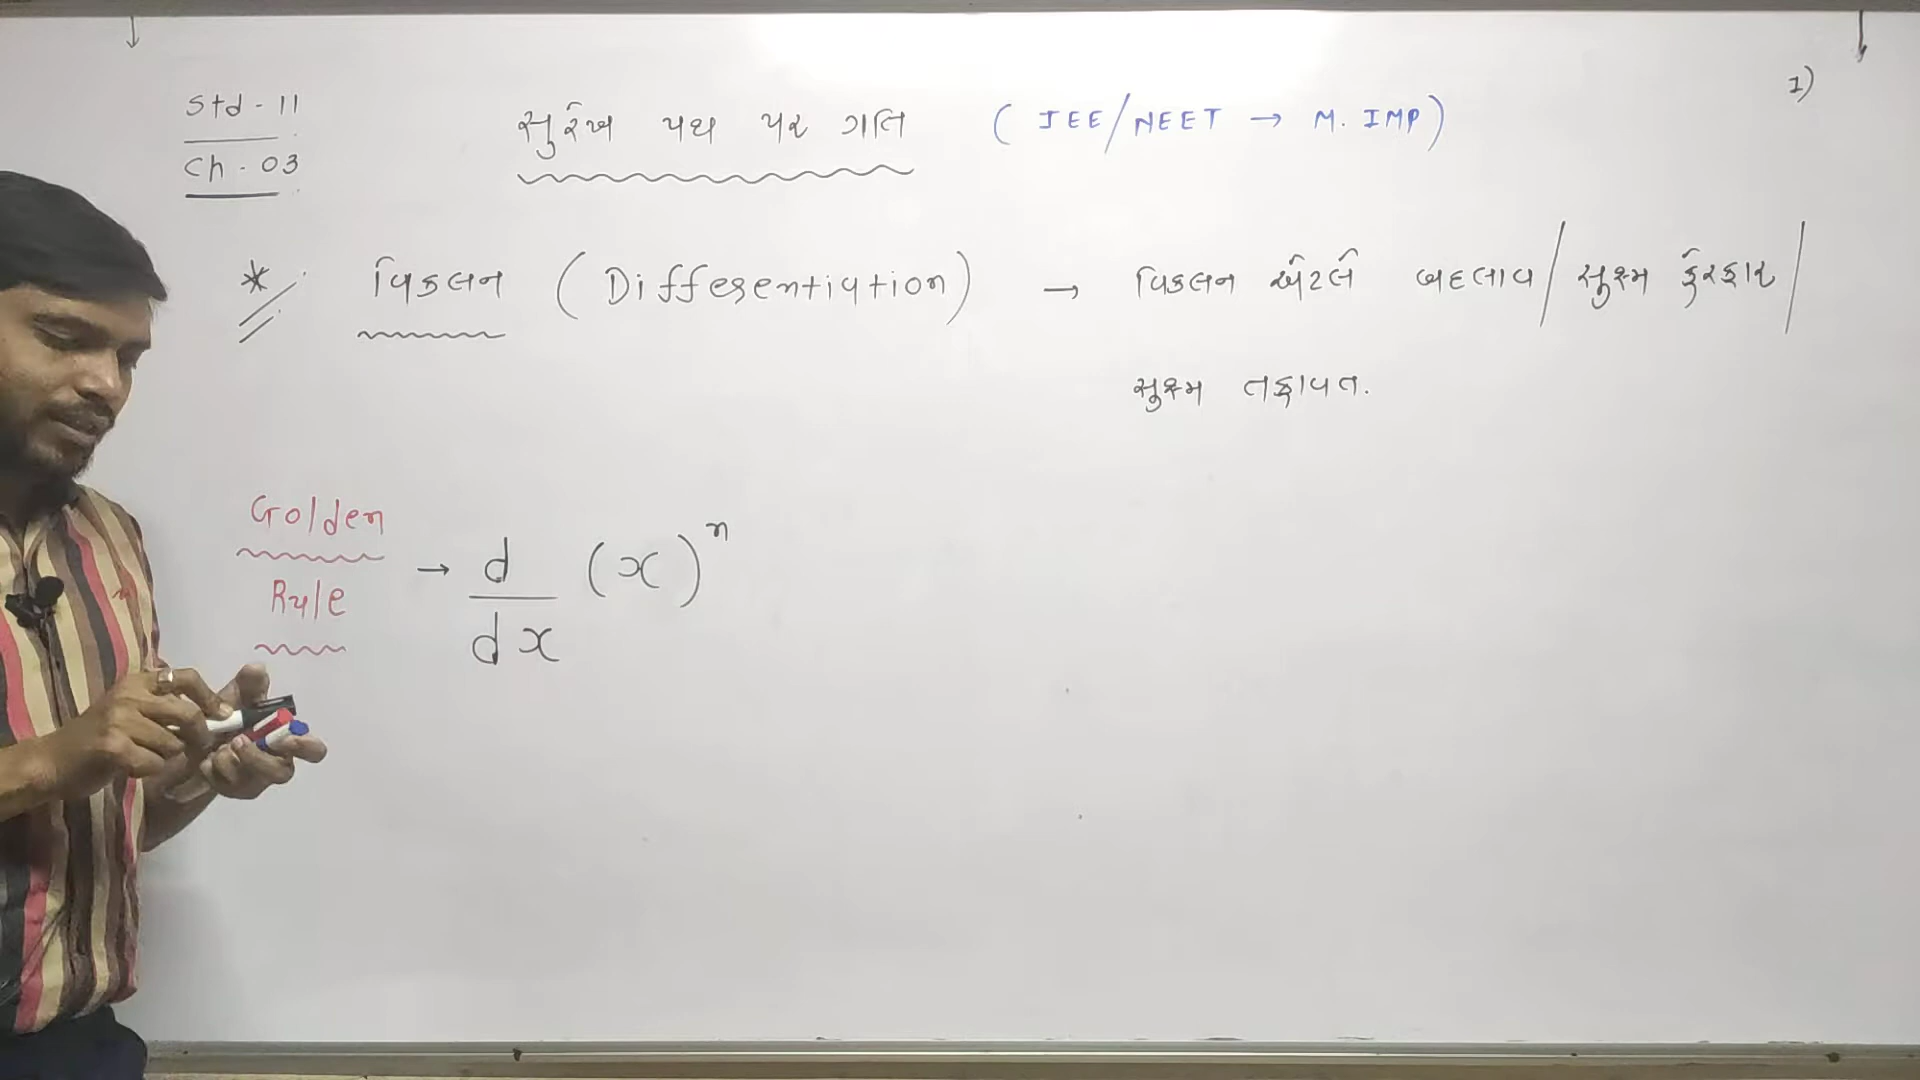 Std - 11
Ch - 03
સુરેખ પથ પર ગતિ ( JEE/NEET → M. IMP)
1)
* વિકલન (Differentiation) → વિકલન એટલે બદલાવ / સુક્ષ્મ ફેરફાર /
સુક્ષ્મ તફાવત.
Golden
Rule → d/dx (x)^n